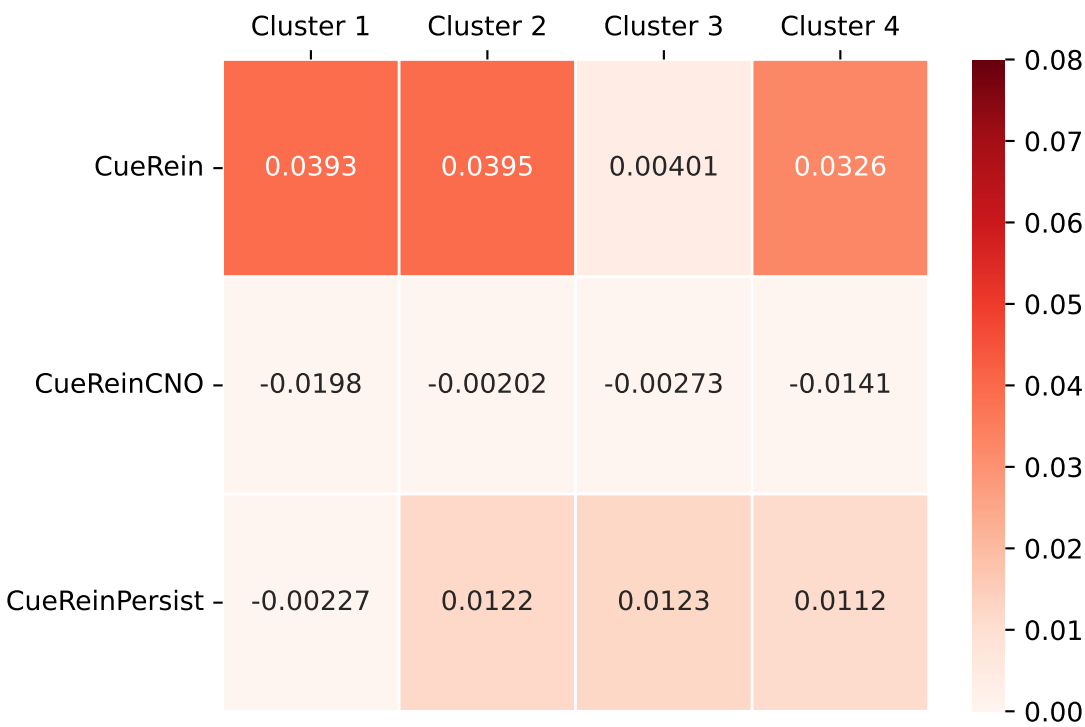 Cluster 1 Cluster 2 Cluster 3 Cluster 4
CueRein 0.0393 0.0395 0.00401 0.0326
CueReinCNO -0.0198 -0.00202 -0.00273 -0.0141
CueReinPersist -0.00227 0.0122 0.0123 0.0112
0.08
0.07
0.06
0.05
0.04
0.03
0.02
0.01
0.00